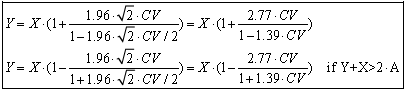 Y = X·(1+ 1.96·√2·CV / 1−1.96·√2·CV/2) = X·(1+ 2.77·CV / 1−1.39·CV)
Y = X·(1− 1.96·√2·CV / 1+1.96·√2·CV/2) = X·(1− 2.77·CV / 1+1.39·CV) if Y+X>2·A